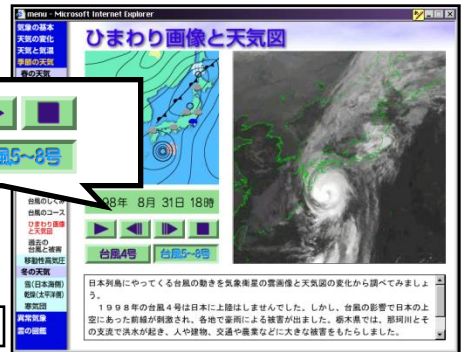 menu - Microsoft Internet Explorer
気象の基本
天気の変化
天気と気温
季節の天気
春の天気
ひまわり画像と天気図
風5〜8号
台風のしくみ
台風のコース
ひまわり画像
と天気図
過去の
台風と被害
移動性高気圧
冬の天気
雪(日本海側)
乾燥(太平洋側)
寒気団
異常気象
雲の図鑑
98年 8月 31日 18時
台風4号 台風5〜8号
日本列島にやってくる台風の動きを気象衛星の雲画像と天気図の変化から調べてみましょ
う。
1998年の台風4号は日本に上陸はしませんでした。しかし、台風の影響で日本の上
空にあった前線が刺激され、各地で豪雨による被害が出ました。栃木県では、那珂川とそ
の支流で洪水が起き、人や建物、交通や農業などに大きな被害をもたらしました。